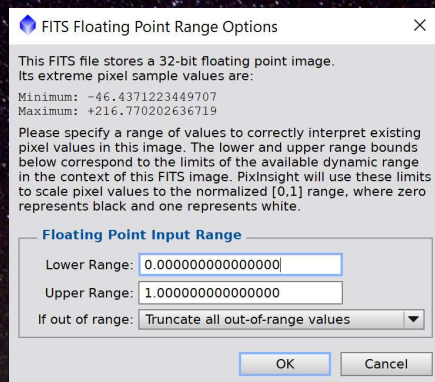 FITS Floating Point Range Options
This FITS file stores a 32-bit floating point image.
Its extreme pixel sample values are:
Minimum: -46.4371223449707
Maximum: +216.770202636719
Please specify a range of values to correctly interpret existing
pixel values in this image. The lower and upper range bounds
below correspond to the limits of the available dynamic range
in the context of this FITS image. PixInsight will use these limits
to scale pixel values to the normalized [0,1] range, where zero
represents black and one represents white.
Floating Point Input Range
Lower Range: 0.000000000000000
Upper Range: 1.000000000000000
If out of range: Truncate all out-of-range values
OK Cancel